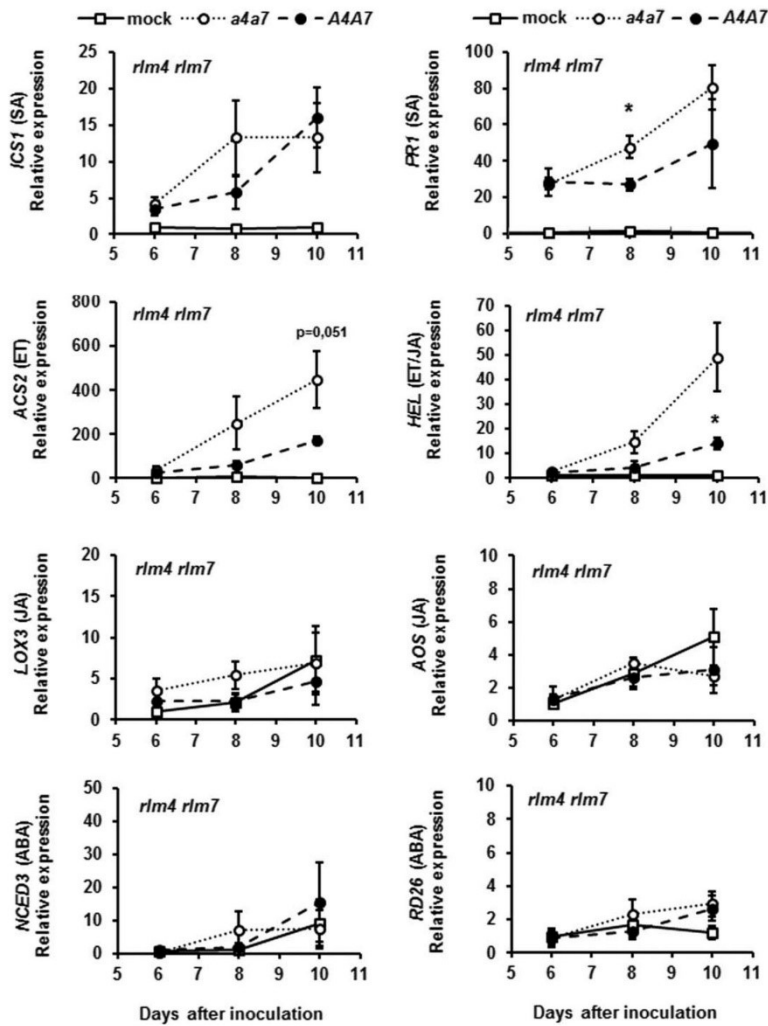 mock a4a7 A4A7
mock a4a7 A4A7
ICS1 (SA)
Relative expression
25
20
15
10
5
0
rlm4 rlm7
5 6 7 8 9 10 11
PR1 (SA)
Relative expression
100
80
60
40
20
0
rlm4 rlm7
*
5 6 7 8 9 10 11
ACS2 (ET)
Relative expression
800
600
400
200
0
rlm4 rlm7
p=0,051
5 6 7 8 9 10 11
HEL (ET/JA)
Relative expression
70
60
50
40
30
20
10
0
rlm4 rlm7
*
5 6 7 8 9 10 11
LOX3 (JA)
Relative expression
20
15
10
5
0
rlm4 rlm7
5 6 7 8 9 10 11
AOS (JA)
Relative expression
10
8
6
4
2
0
rlm4 rlm7
5 6 7 8 9 10 11
NCED3 (ABA)
Relative expression
50
40
30
20
10
0
rlm4 rlm7
5 6 7 8 9 10 11
Days after inoculation
RD26 (ABA)
Relative expression
10
8
6
4
2
0
rlm4 rlm7
5 6 7 8 9 10 11
Days after inoculation